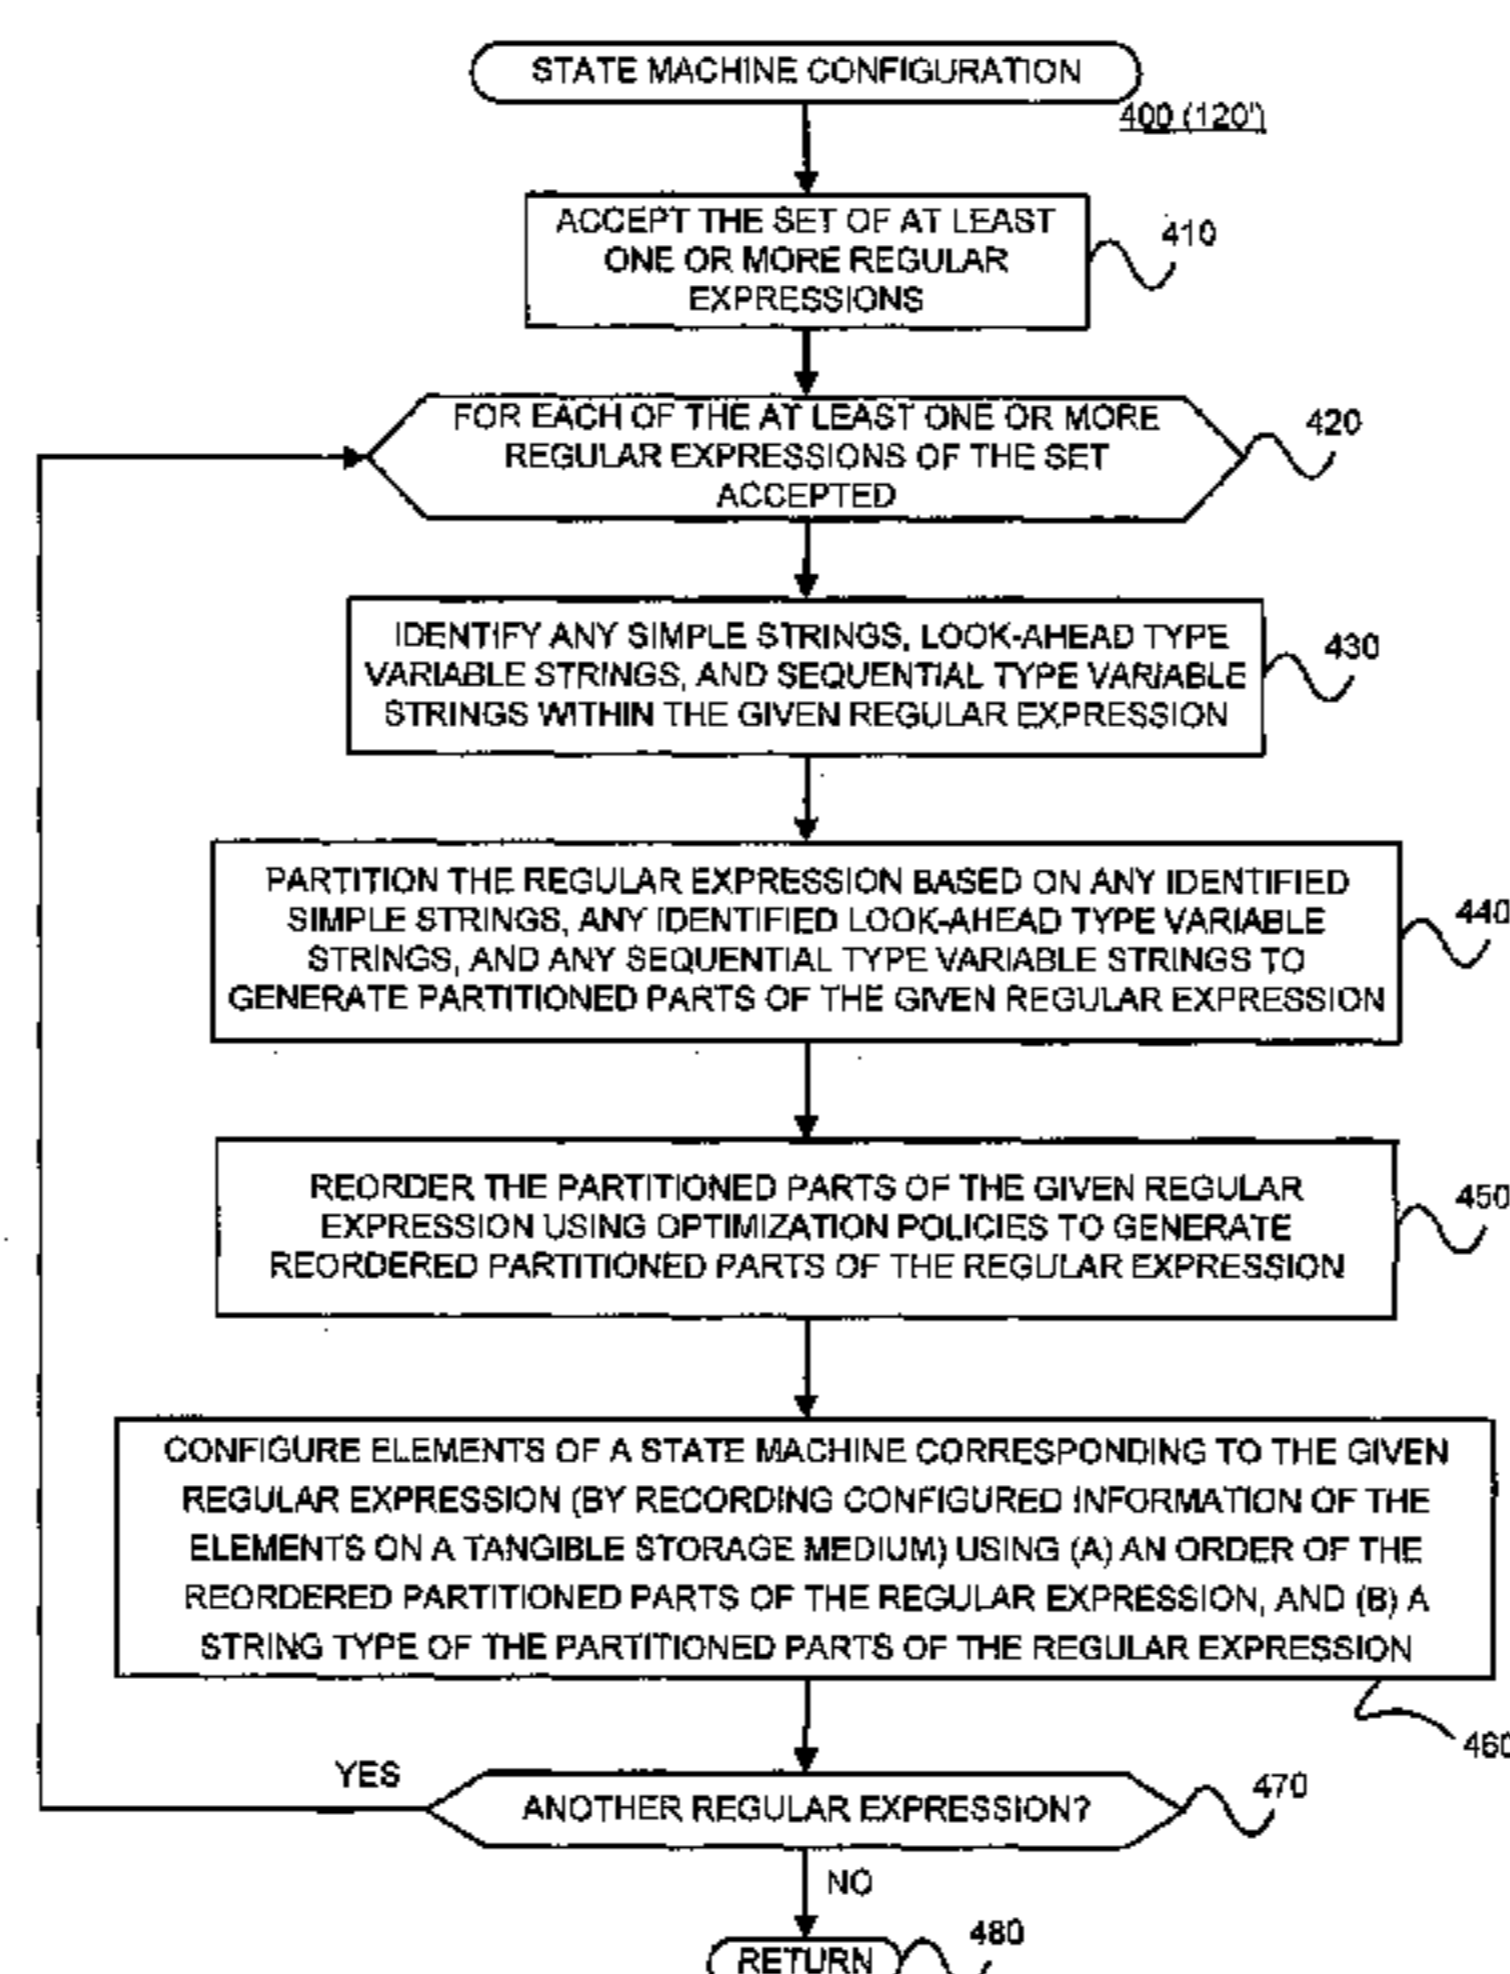 STATE MACHINE CONFIGURATION
400 (120')
ACCEPT THE SET OF AT LEAST
ONE OR MORE REGULAR
EXPRESSIONS
410
FOR EACH OF THE AT LEAST ONE OR MORE
REGULAR EXPRESSIONS OF THE SET
ACCEPTED
420
IDENTIFY ANY SIMPLE STRINGS, LOOK-AHEAD TYPE
VARIABLE STRINGS, AND SEQUENTIAL TYPE VARIABLE
STRINGS WITHIN THE GIVEN REGULAR EXPRESSION
430
PARTITION THE REGULAR EXPRESSION BASED ON ANY IDENTIFIED
SIMPLE STRINGS, ANY IDENTIFIED LOOK-AHEAD TYPE VARIABLE
STRINGS, AND ANY SEQUENTIAL TYPE VARIABLE STRINGS TO
GENERATE PARTITIONED PARTS OF THE GIVEN REGULAR EXPRESSION
440
REORDER THE PARTITIONED PARTS OF THE GIVEN REGULAR
EXPRESSION USING OPTIMIZATION POLICIES TO GENERATE
REORDERED PARTITIONED PARTS OF THE REGULAR EXPRESSION
450
CONFIGURE ELEMENTS OF A STATE MACHINE CORRESPONDING TO THE GIVEN
REGULAR EXPRESSION (BY RECORDING CONFIGURED INFORMATION OF THE
ELEMENTS ON A TANGIBLE STORAGE MEDIUM) USING (A) AN ORDER OF THE
REORDERED PARTITIONED PARTS OF THE REGULAR EXPRESSION, AND (B) A
STRING TYPE OF THE PARTITIONED PARTS OF THE REGULAR EXPRESSION
460
YES
ANOTHER REGULAR EXPRESSION?
470
NO
RETURN
480